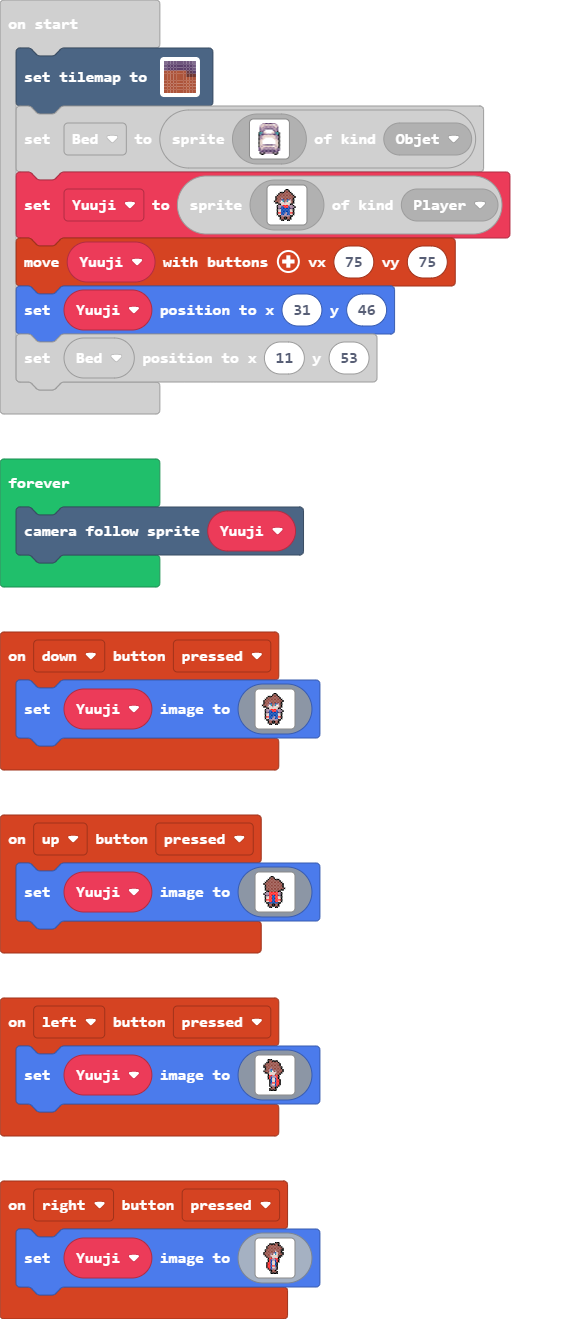 on start
set tilemap to
set Bed to sprite of kind Objet
set Yuuji to sprite of kind Player
move Yuuji with buttons vx 75 vy 75
set Yuuji position to x 31 y 46
set Bed position to x 11 y 53
forever
camera follow sprite Yuuji
on down button pressed
set Yuuji image to
on up button pressed
set Yuuji image to
on left button pressed
set Yuuji image to
on right button pressed
set Yuuji image to